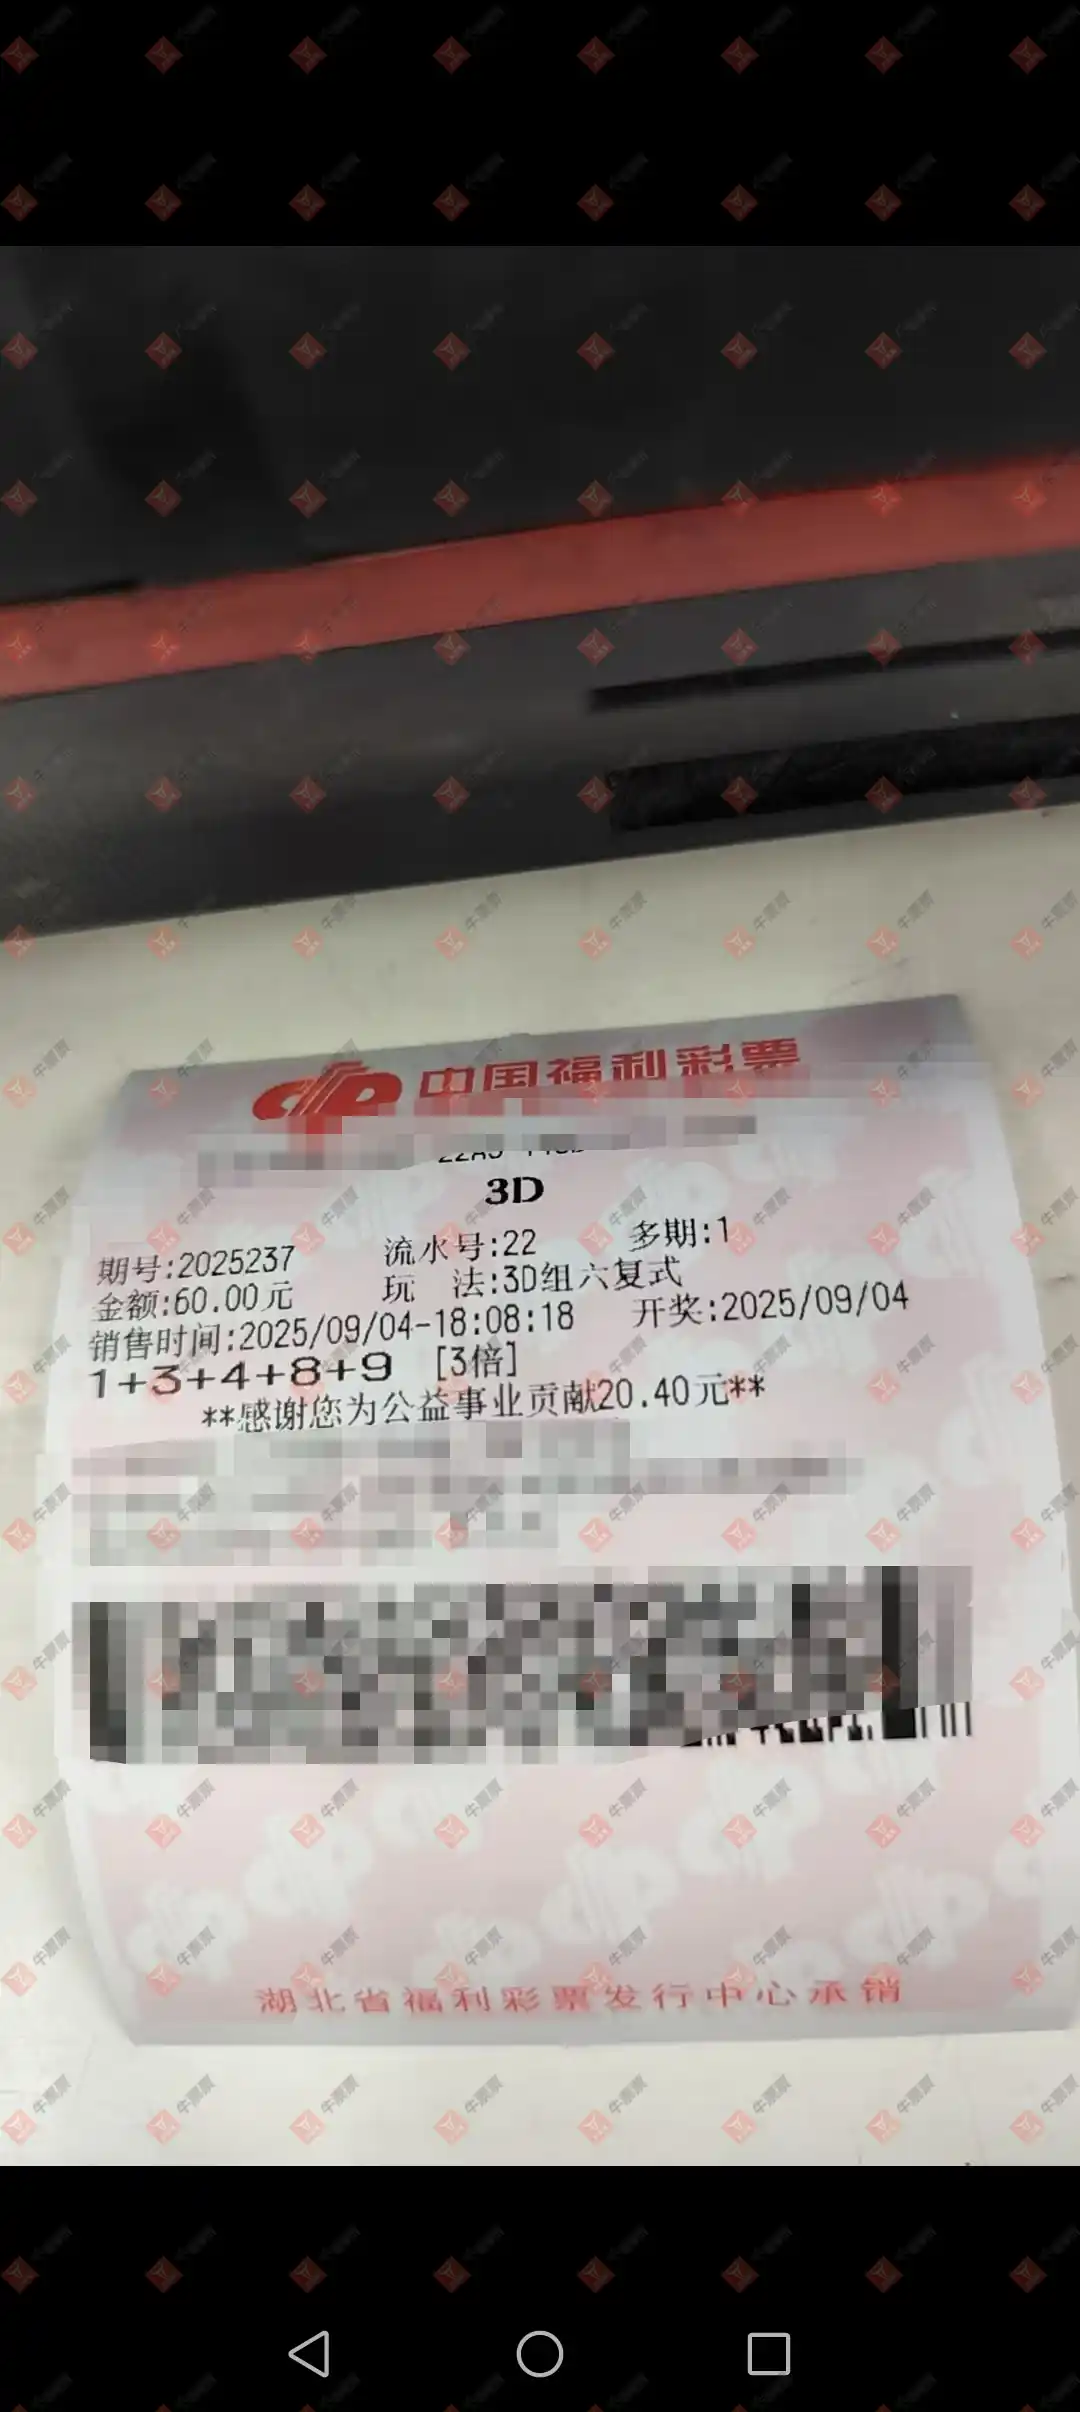 中国福利彩票
3D
期号:2025237 流水号:22 多期:1
金额:60.00元 玩 法:3D组六复式
销售时间:2025/09/04-18:08:18 开奖:2025/09/04
1+3+4+8+9 [3倍]
**感谢您为公益事业贡献20.40元**
湖北省福利彩票发行中心承销
牛票票